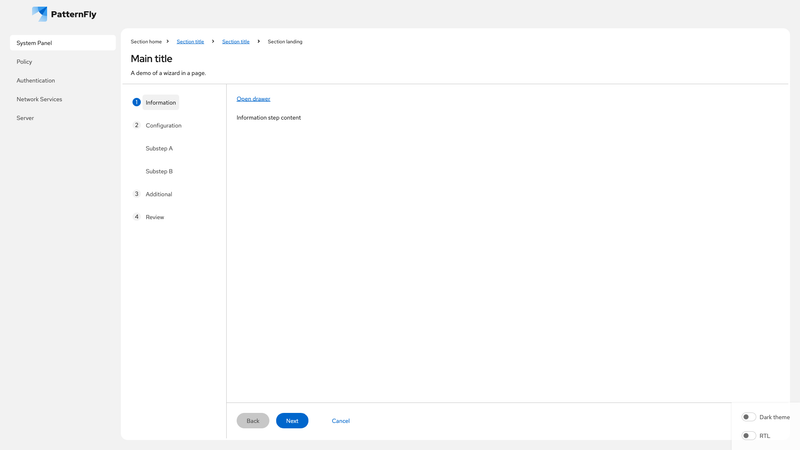 PatternFly
System Panel
Policy
Authentication
Network Services
Server
Section home Section title Section title Section landing
Main title
A demo of a wizard in a page.
1 Information
2 Configuration
Substep A
Substep B
3 Additional
4 Review
Open drawer
Information step content
Back Next Cancel
Dark theme
RTL